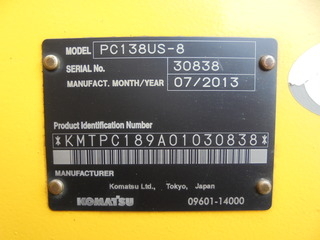 MODEL PC138US-8
SERIAL No. 30838
MANUFACT. MONTH/YEAR 07/2013
Product Identification Number
*KMTPC189A01030838*
MANUFACTURER
Komatsu Ltd., Tokyo, Japan
KOMATSU 09601-14000